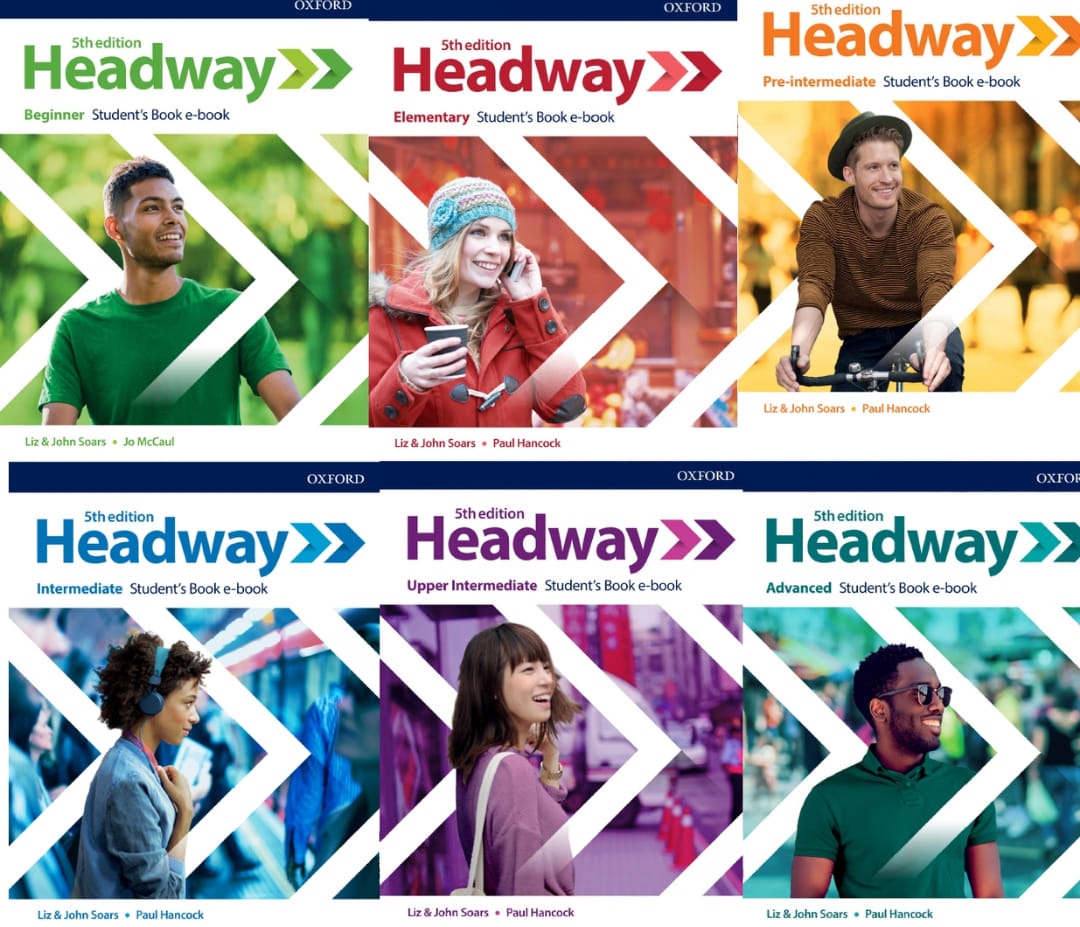 OXFORD
5th edition
Headway
Beginner Student's Book e-book
Liz & John Soars • Jo McCaul
OXFORD
5th edition
Headway
Elementary Student's Book e-book
Liz & John Soars • Paul Hancock
5th edition
Headway
Pre-intermediate Student's Book e-book
Liz & John Soars • Paul Hancock
OXFORD
5th edition
Headway
Intermediate Student's Book e-book
Liz & John Soars • Paul Hancock
OXFORD
5th edition
Headway
Upper Intermediate Student's Book e-book
Liz & John Soars • Paul Hancock
OXFOR
5th edition
Headway
Advanced Student's Book e-book
Liz & John Soars • Paul Hancock